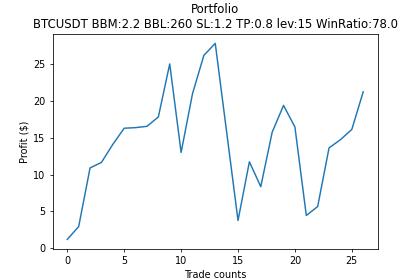 Portfolio
BTCUSDT BBM:2.2 BBL:260 SL:1.2 TP:0.8 lev:15 WinRatio:78.0
Profit ($)
25
20
15
10
5
0
0 5 10 15 20 25
Trade counts